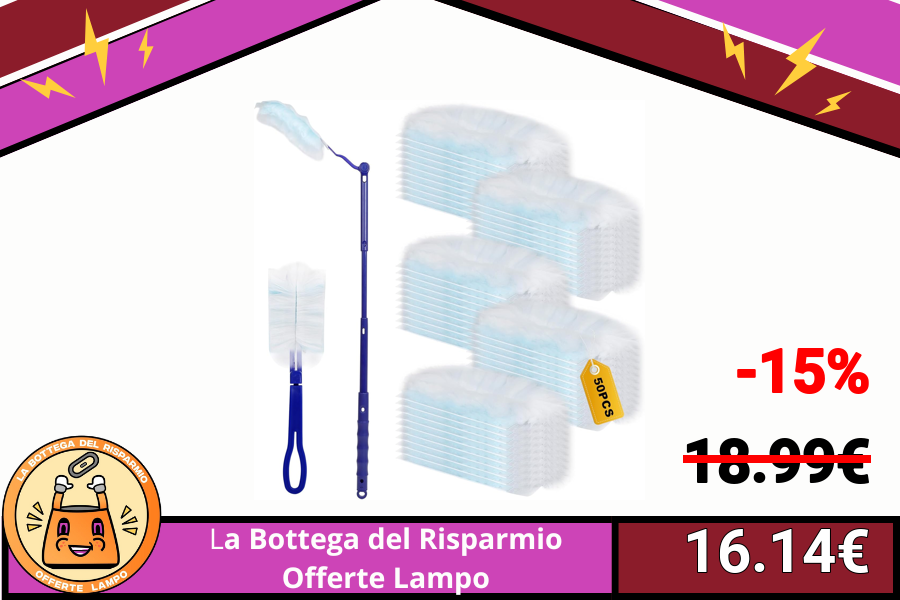 50PCS
-15%
18.99€
16.14€
La Bottega del Risparmio
Offerte Lampo
LA BOTTEGA DEL RISPARMIO
OFFERTE LAMPO